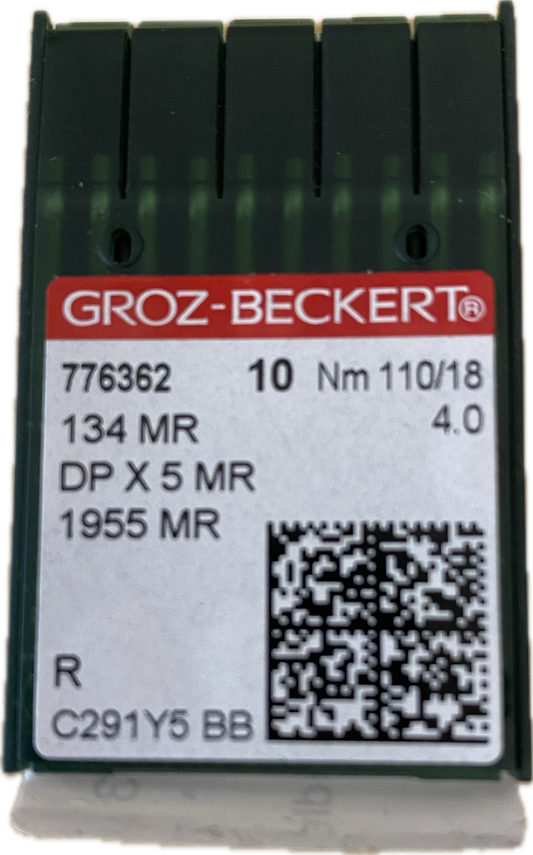 GROZ-BECKERT®
776362 10 Nm 110/18
134 MR 4.0
DP X 5 MR
1955 MR
R
C291Y5 BB